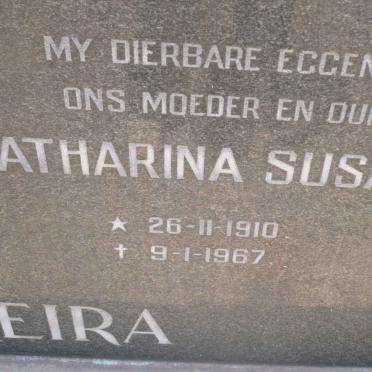 MY DIERBARE EGGEN
ONS MOEDER EN OU
ATHARINA SUSA
★ 26-11-1910.
✝ 9-1-1967
EIRA